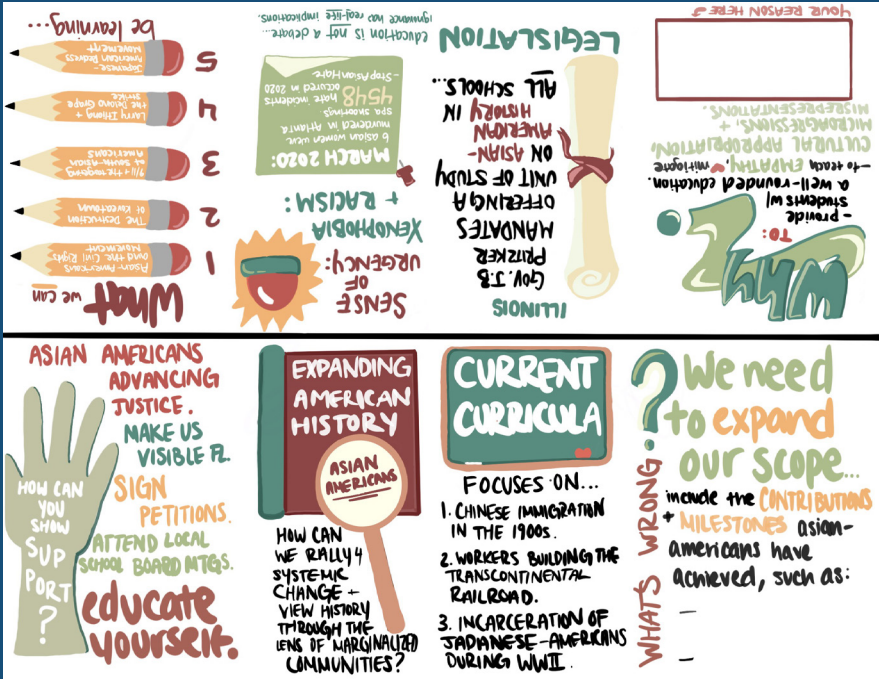 Why?
TO:
- provide
students w/
a well-rounded education.
- to teach EMPATHY, mitigate
CULTURAL APPROPRIATION,
MICROAGRESSIONS, +
MISREPRESENTATIONS.
YOUR REASON HERE
ILLINOIS
GOV. J.B
PRITZKER
MANDATES
OFFERING A
UNIT OF STUDY
ON ASIAN-
AMERICAN
HISTORY IN
ALL SCHOOLS...
LEGISLATION
SENSE
OF
URGENCY:
XENOPHOBIA
+ RACISM:
MARCH 2020:
6 asian women were
murdered in Atlanta
spa shootings
4548 hate incidents
occured in 2020
-StopAsianHate
education is not a debate...
ignorance has real-life implications.
What we can
1
Asian-Americans
and the Civil Rights
Movement
2
The Destruction
of Koreatown
3
9/11 + the targeting
of South-Asian
Americans
4
Larry Itliong +
the Delano Grape
Strike
5
Japanese-
American Redress
Movement
be learning...
ASIAN AMERICANS
ADVANCING
JUSTICE.
MAKE US
VISIBLE FL.
SIGN
PETITIONS.
ATTEND LOCAL
SCHOOL BOARD MTGS.
educate
yourself.
HOW CAN
YOU
SHOW
SUP
PORT
?
EXPANDING
AMERICAN
HISTORY
ASIAN
AMERICANS
HOW CAN
WE RALLY 4
SYSTEMIC
CHANGE +
VIEW HISTORY
THROUGH THE
LENS OF MARGINALIZED
COMMUNITIES?
CURRENT
CURRICULA
FOCUSES ON...
1. CHINESE IMMIGRATION
IN THE 1900s.
2. WORKERS BUILDING THE
TRANSCONTINENTAL
RAILROAD.
3. INCARCERATION OF
JAPANESE-AMERICANS
DURING WWII.
WHAT'S WRONG?
We need
to expand
our scope...
include the CONTRIBUTIONS
+ MILESTONES asian-
americans have
achieved, such as:
-
-